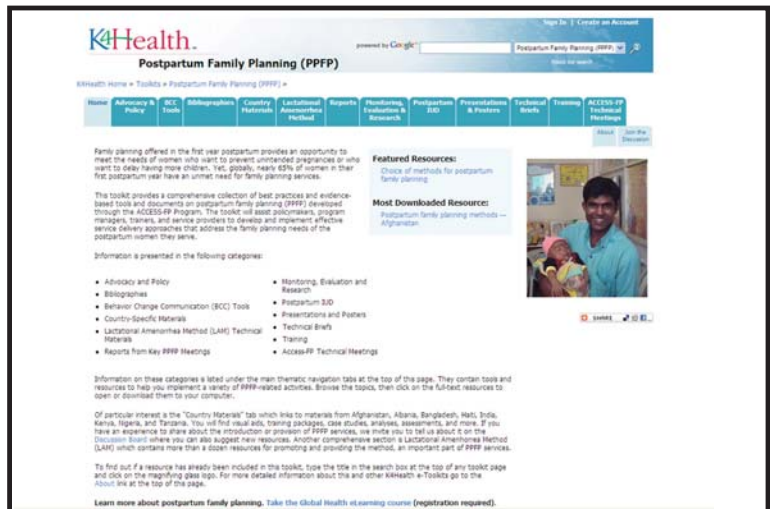 Sign In | Create an Account
K4Health
powered by Google
Postpartum Family Planning (PPFP)
Postpartum Family Planning (PPFP)
K4Health Home » Toolkits » Postpartum Family Planning (PPFP) »
Home
Advocacy & Policy
BCC Tools
Bibliographies
Country Materials
Lactational Amenorrhea Method
Reports
Monitoring, Evaluation & Research
Postpartum IUD
Presentations & Posters
Technical Briefs
Training
ACCESS-FP Technical Meetings
About
Join the Discussion
Family planning offered in the first year postpartum provides an opportunity to
meet the needs of women who want to prevent unintended pregnancies or who
want to delay having more children. Yet, globally, nearly 65% of women in their
first postpartum year have an unmet need for family planning services.
This toolkit provides a comprehensive collection of best practices and evidence-
based tools and documents on postpartum family planning (PPFP) developed
through the ACCESS-FP Program. The toolkit will assist policymakers, program
managers, trainers, and service providers to develop and implement effective
service delivery approaches that address the family planning needs of the
postpartum women they serve.
Information is presented in the following categories:
Featured Resources:
Choice of methods for postpartum
family planning
Most Downloaded Resource:
Postpartum family planning methods --
Afghanistan
• Advocacy and Policy
• Bibliographies
• Behavior Change Communication (BCC) Tools
• Country-Specific Materials
• Lactational Amenorrhea Method (LAM) Technical
Materials
• Reports from Key PPFP Meetings
• Monitoring, Evaluation and
Research
• Postpartum IUD
• Presentations and Posters
• Technical Briefs
• Training
• Access-FP Technical Meetings
SHARE
Information on these categories is listed under the main thematic navigation tabs at the top of this page. They contain tools and
resources to help you implement a variety of PPFP-related activities. Browse the topics, then click on the full-text resources to
open or download them to your computer.
Of particular interest is the "Country Materials" tab which links to materials from Afghanistan, Albania, Bangladesh, Haiti, India,
Kenya, Nigeria, and Tanzania. You will find visual aids, training packages, case studies, analyses, assessments, and more. If you
have an experience to share about the introduction or provision of PPFP services, we invite you to tell us about it on the
Discussion Board where you can also suggest new resources. Another comprehensive section is Lactational Amenorrhea Method
(LAM) which contains more than a dozen resources for promoting and providing the method, an important part of PPFP services.
To find out if a resource has already been included in this toolkit, type the title in the search box at the top of any toolkit page
and click on the magnifying glass logo. For more detailed information about this and other K4Health e-Toolkits go to the
About link at the top of this page.
Learn more about postpartum family planning. Take the Global Health eLearning course (registration required).